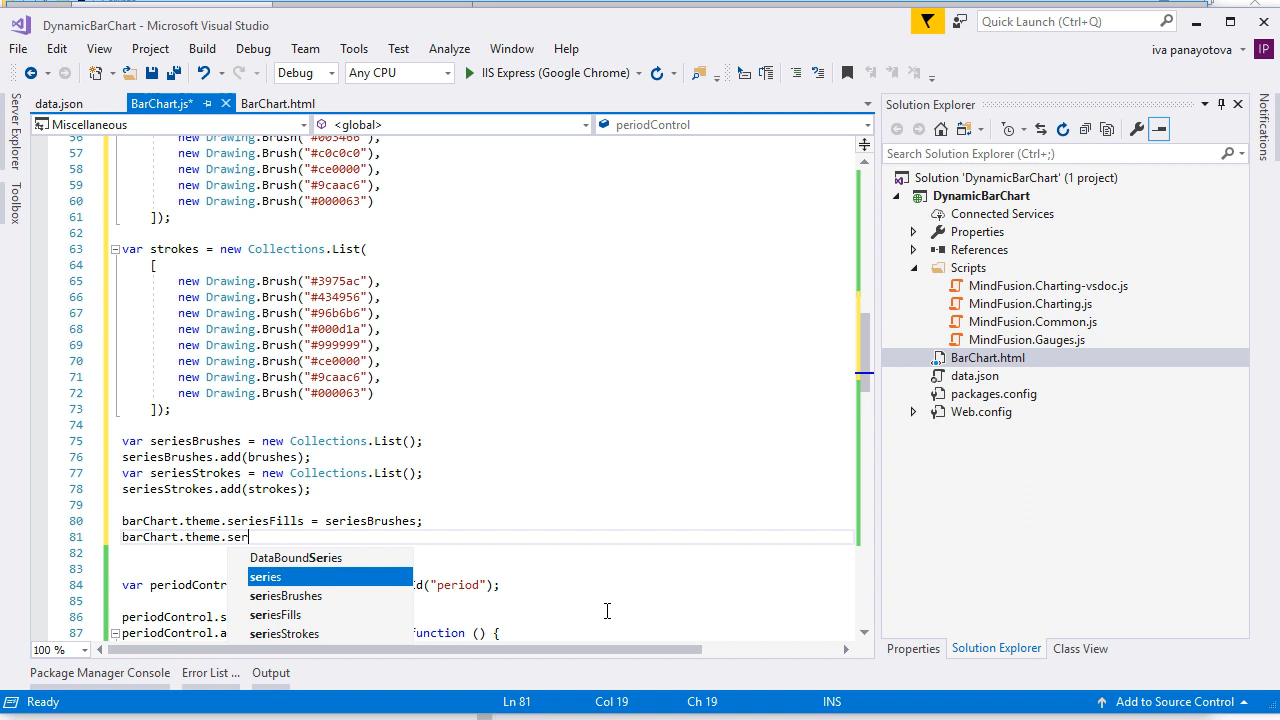 DynamicBarChart - Microsoft Visual Studio
Quick Launch (Ctrl+Q)
File Edit View Project Build Debug Team Tools Test Analyze Window Help
iva panayotova IP
Debug Any CPU IIS Express (Google Chrome)
Server Explorer
Toolbox
Notifications
data.json BarChart.js* BarChart.html
Miscellaneous <global> periodControl
56 new Drawing.Brush("#003586"),
57 new Drawing.Brush("#c0c0c0"),
58 new Drawing.Brush("#ce0000"),
59 new Drawing.Brush("#9caac6"),
60 new Drawing.Brush("#000063")
61 ]);
62
63 var strokes = new Collections.List(
64 [
65 new Drawing.Brush("#3975ac"),
66 new Drawing.Brush("#434956"),
67 new Drawing.Brush("#96b6b6"),
68 new Drawing.Brush("#000d1a"),
69 new Drawing.Brush("#999999"),
70 new Drawing.Brush("#ce0000"),
71 new Drawing.Brush("#9caac6"),
72 new Drawing.Brush("#000063")
73 ]);
74
75 var seriesBrushes = new Collections.List();
76 seriesBrushes.add(brushes);
77 var seriesStrokes = new Collections.List();
78 seriesStrokes.add(strokes);
79
80 barChart.theme.seriesFills = seriesBrushes;
81 barChart.theme.ser
82
83
84 var periodContr d("period");
85
86 periodControl.s
87 periodControl.a function () {
DataBoundSeries
series
seriesBrushes
seriesFills
seriesStrokes
100 %
Solution Explorer
Search Solution Explorer (Ctrl+;)
Solution 'DynamicBarChart' (1 project)
DynamicBarChart
Connected Services
Properties
References
Scripts
MindFusion.Charting-vsdoc.js
MindFusion.Charting.js
MindFusion.Common.js
MindFusion.Gauges.js
BarChart.html
data.json
packages.config
Web.config
Properties Solution Explorer Class View
Package Manager Console Error List ... Output
Ready Ln 81 Col 19 Ch 19 INS Add to Source Control